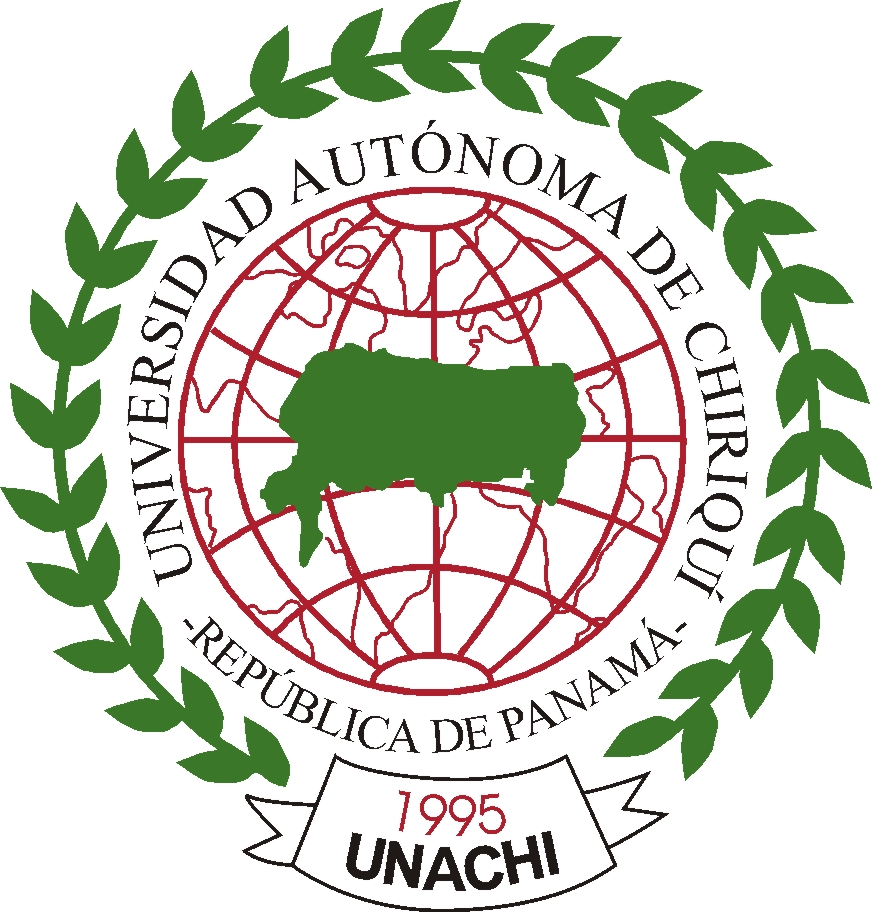 UNIVERSIDAD AUTÓNOMA DE CHIRIQUÍ
-REPÚBLICA DE PANAMÁ-
1995
UNACHI